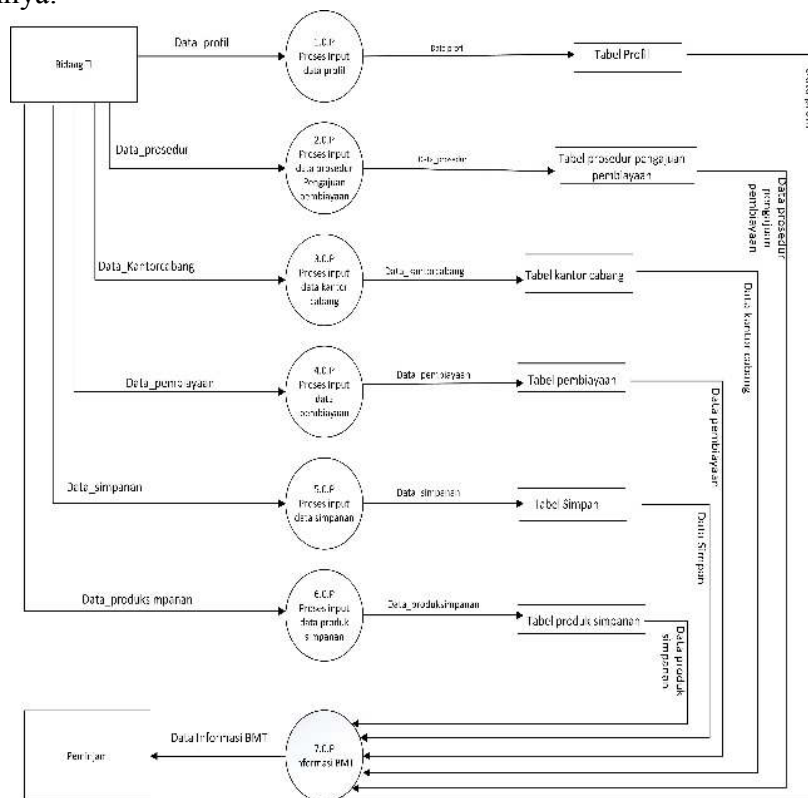 Data_profil
1.0.P
Proses input
data profil
Data profil
Tabel Profil
Data_prosedur
2.0.P
Proses input
data prosedur
Pengajuan
pembiayaan
Data_prosedur
Tabel prosedur pengajuan
pembiayaan
Data prosedur
pengajuan
pembiayaan
Data_Kantorcabang
3.0.P
Proses input
data kantor
cabang
Data_kantorcabang
Tabel kantor cabang
Data kantor cabang
Data_pembiayaan
4.0.P
Proses input
data
pembiayaan
Data_pembiayaan
Tabel pembiayaan
Data pembiayaan
Data_simpanan
5.0.P
Proses input
data simpanan
Data_simpanan
Tabel Simpan
Data Simpan
Data_produksimpanan
6.0.P
Proses input
data produk
simpanan
Data_produksimpanan
Tabel produk simpanan
Data produk
simpanan
Peminjam
Data Informasi BMT
7.0.P
Informasi BMT